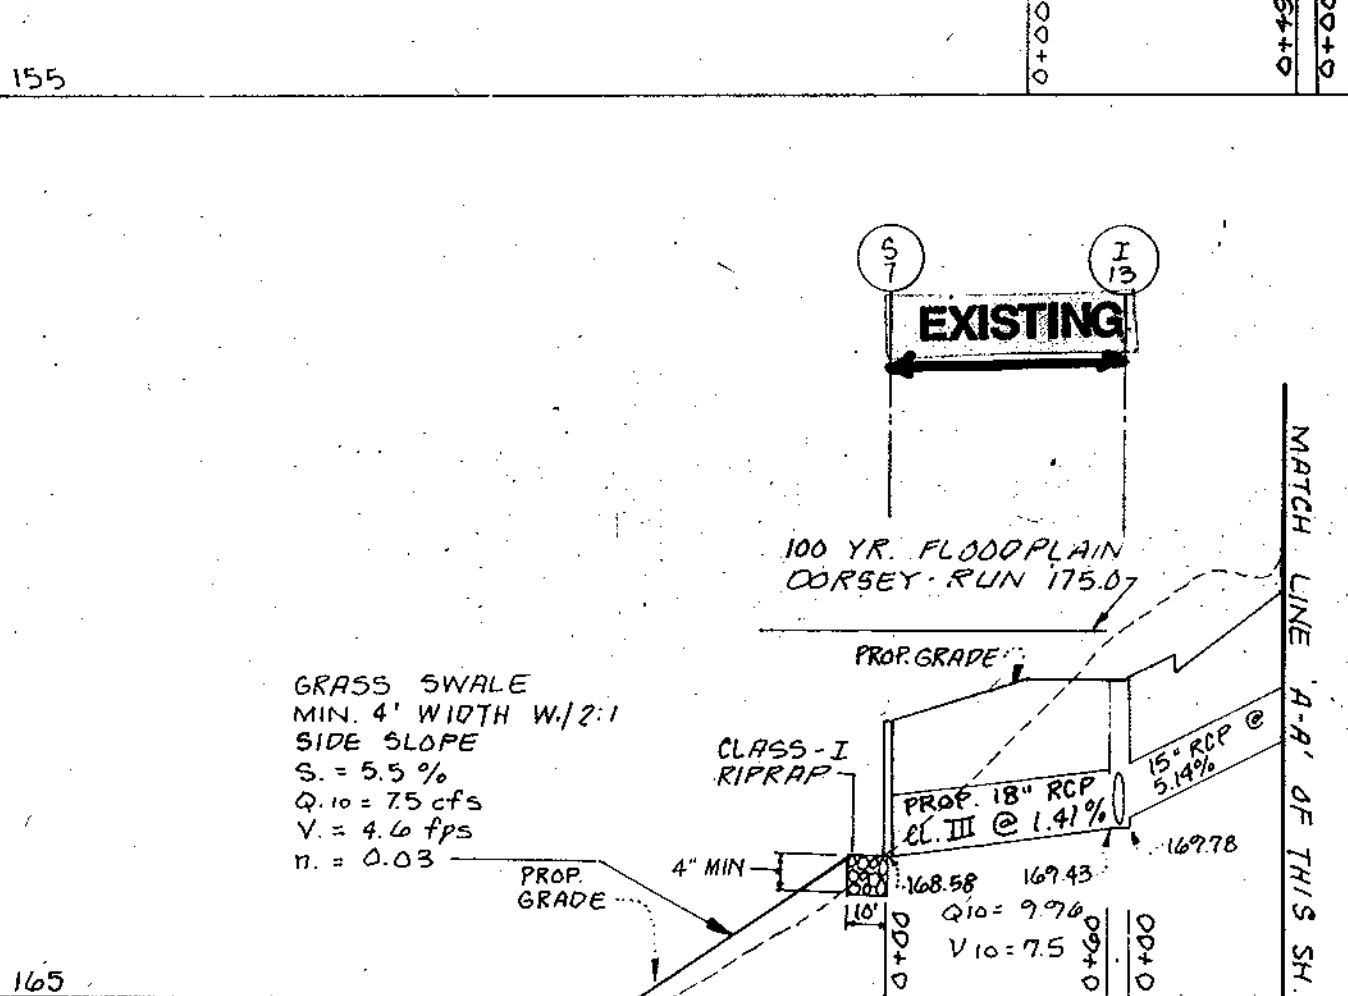 155
0+00
0+45
0+00
S
7
I
13
EXISTING
100 YR. FLOODPLAIN
DORSEY RUN 175.0
PROP. GRADE
GRASS SWALE
MIN. 4' WIDTH W./2:1
SIDE SLOPE
S. = 5.5 %
Q.10 = 7.5 cfs
V. = 4.6 fps
n. = 0.03
CLASS-I
RIPRAP
PROP. 18" RCP
CL. III @ 1.41%
15" RCP @
5.14%
4" MIN
10'
168.58
169.43
169.78
Q10 = 9.96
V10 = 7.5
PROP.
GRADE
0+00
0+60
0+00
MATCH LINE 'A-A' OF THIS SH.
165